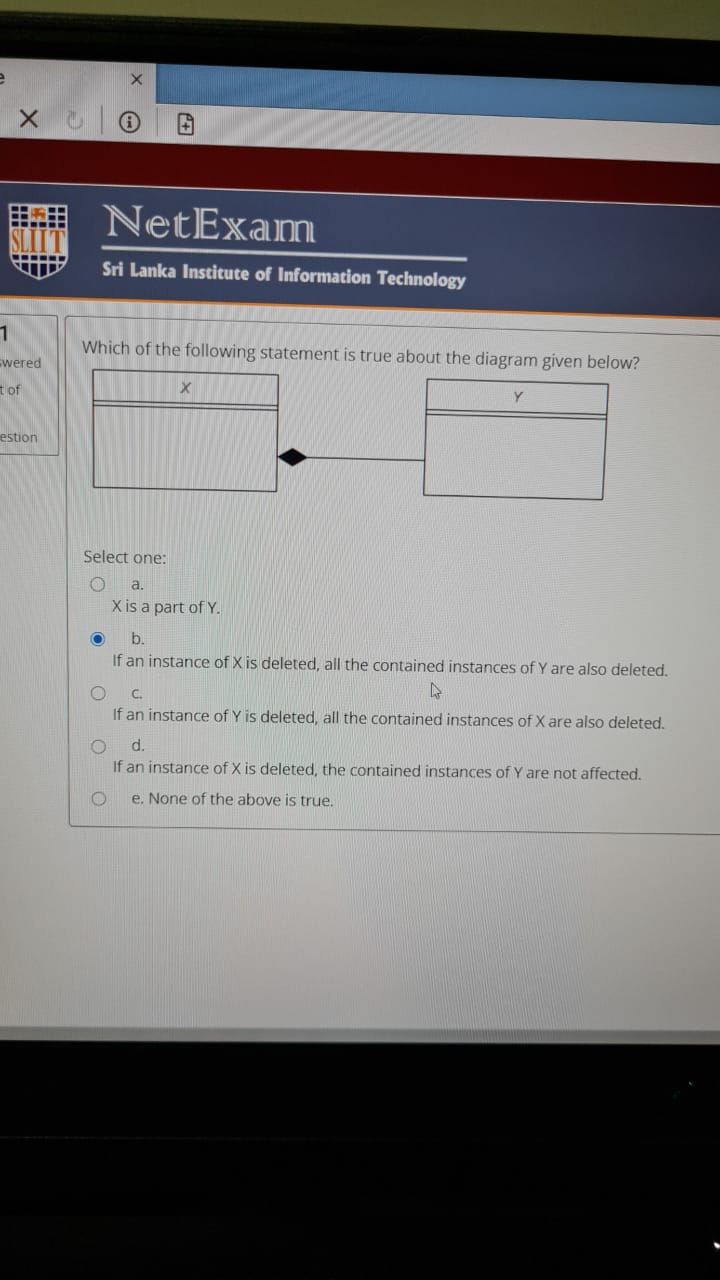 SLIIT
NetExam
Sri Lanka Institute of Information Technology
1
wered
t of
estion
Which of the following statement is true about the diagram given below?
X
Y
Select one:
a.
X is a part of Y.
b.
If an instance of X is deleted, all the contained instances of Y are also deleted.
c.
If an instance of Y is deleted, all the contained instances of X are also deleted.
d.
If an instance of X is deleted, the contained instances of Y are not affected.
e. None of the above is true.